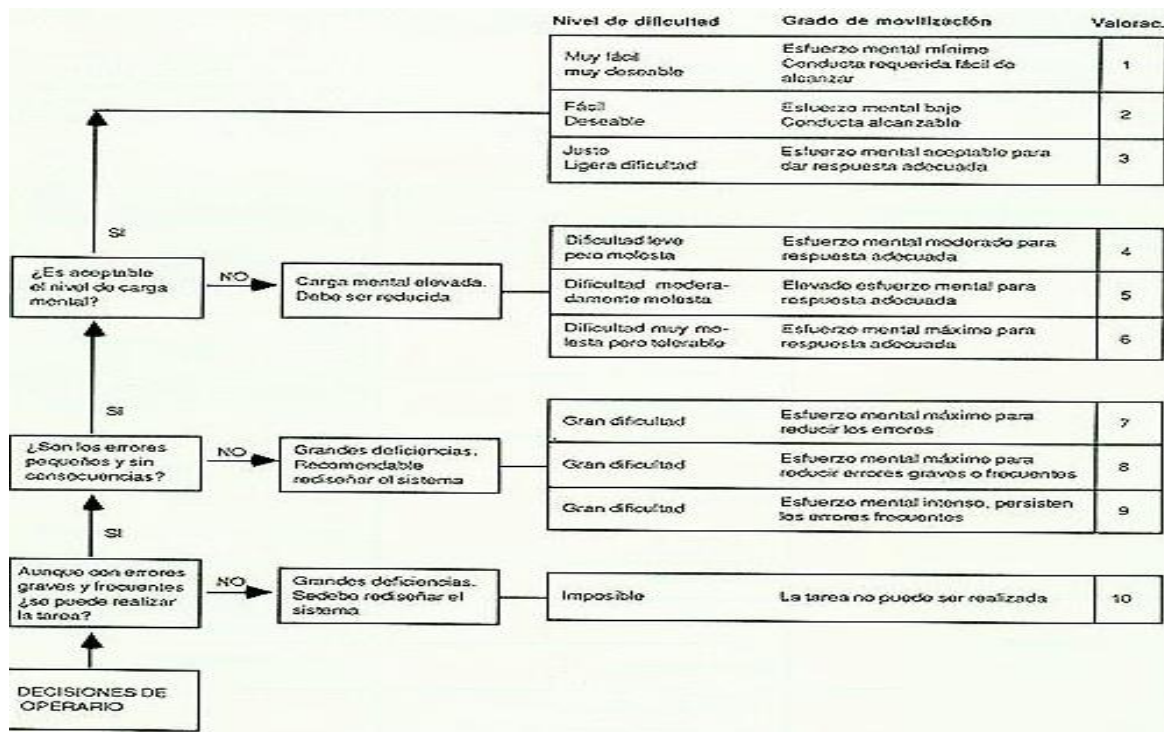 Nivel de dificultad Grado de movitización Valorac.
Muy fácil
muy deseable
Esfuerzo mental mínimo
Conducta requerida fácil de
alcanzar
1
Fácil
Deseable
Esfuerzo mental bajo
Conducta alcanzable
2
Justo
Ligera dificultad
Esfuerzo mental aceptable para
dar respuesta adecuada
3
SI
¿Es aceptable
el nivel de carga
mental?
NO
Carga mental elevada.
Debe ser reducida
Dificultad leve
pero molesta
Esfuerzo mental moderado para
respuesta adecuada
4
Dificultad modera-
damente molesta
Elevado esfuerzo mental para
respuesta adecuada
5
Dificultad muy mo-
lesta pero tolerable
Esfuerzo mental máximo para
respuesta adecuada
6
SI
¿Son los errores
pequeños y sin
consecuencias?
NO
Grandes deficiencias.
Recomendable
rediseñar el sistema
Gran dificultad
Esfuerzo mental máximo para
reducir los errores
7
Gran dificultad
Esfuerzo mental máximo para
reducir errores graves o frecuentes
8
Gran dificultad
Esfuerzo mental intenso, persisten
los errores frecuentes
9
SI
Aunque con errores
graves y frecuentes
¿se puede realizar
la tarea?
NO
Grandes deficiencias.
Sedebe rediseñar el
sistema
Imposible
La tarea no puede ser realizada
10
DECISIONES DE
OPERARIO